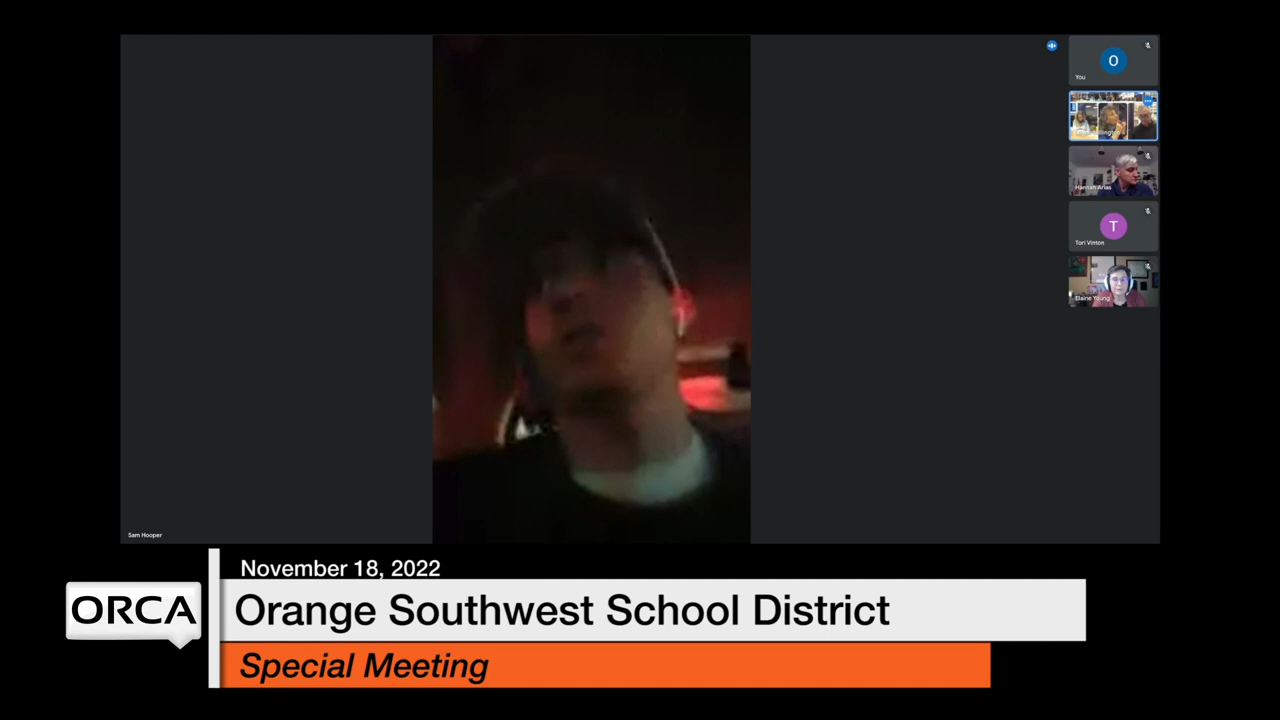 O
You
Hannah Arias
T
Tori Vinton
Elaine Young
Sam Hooper
November 18, 2022
ORCA
Orange Southwest School District
Special Meeting